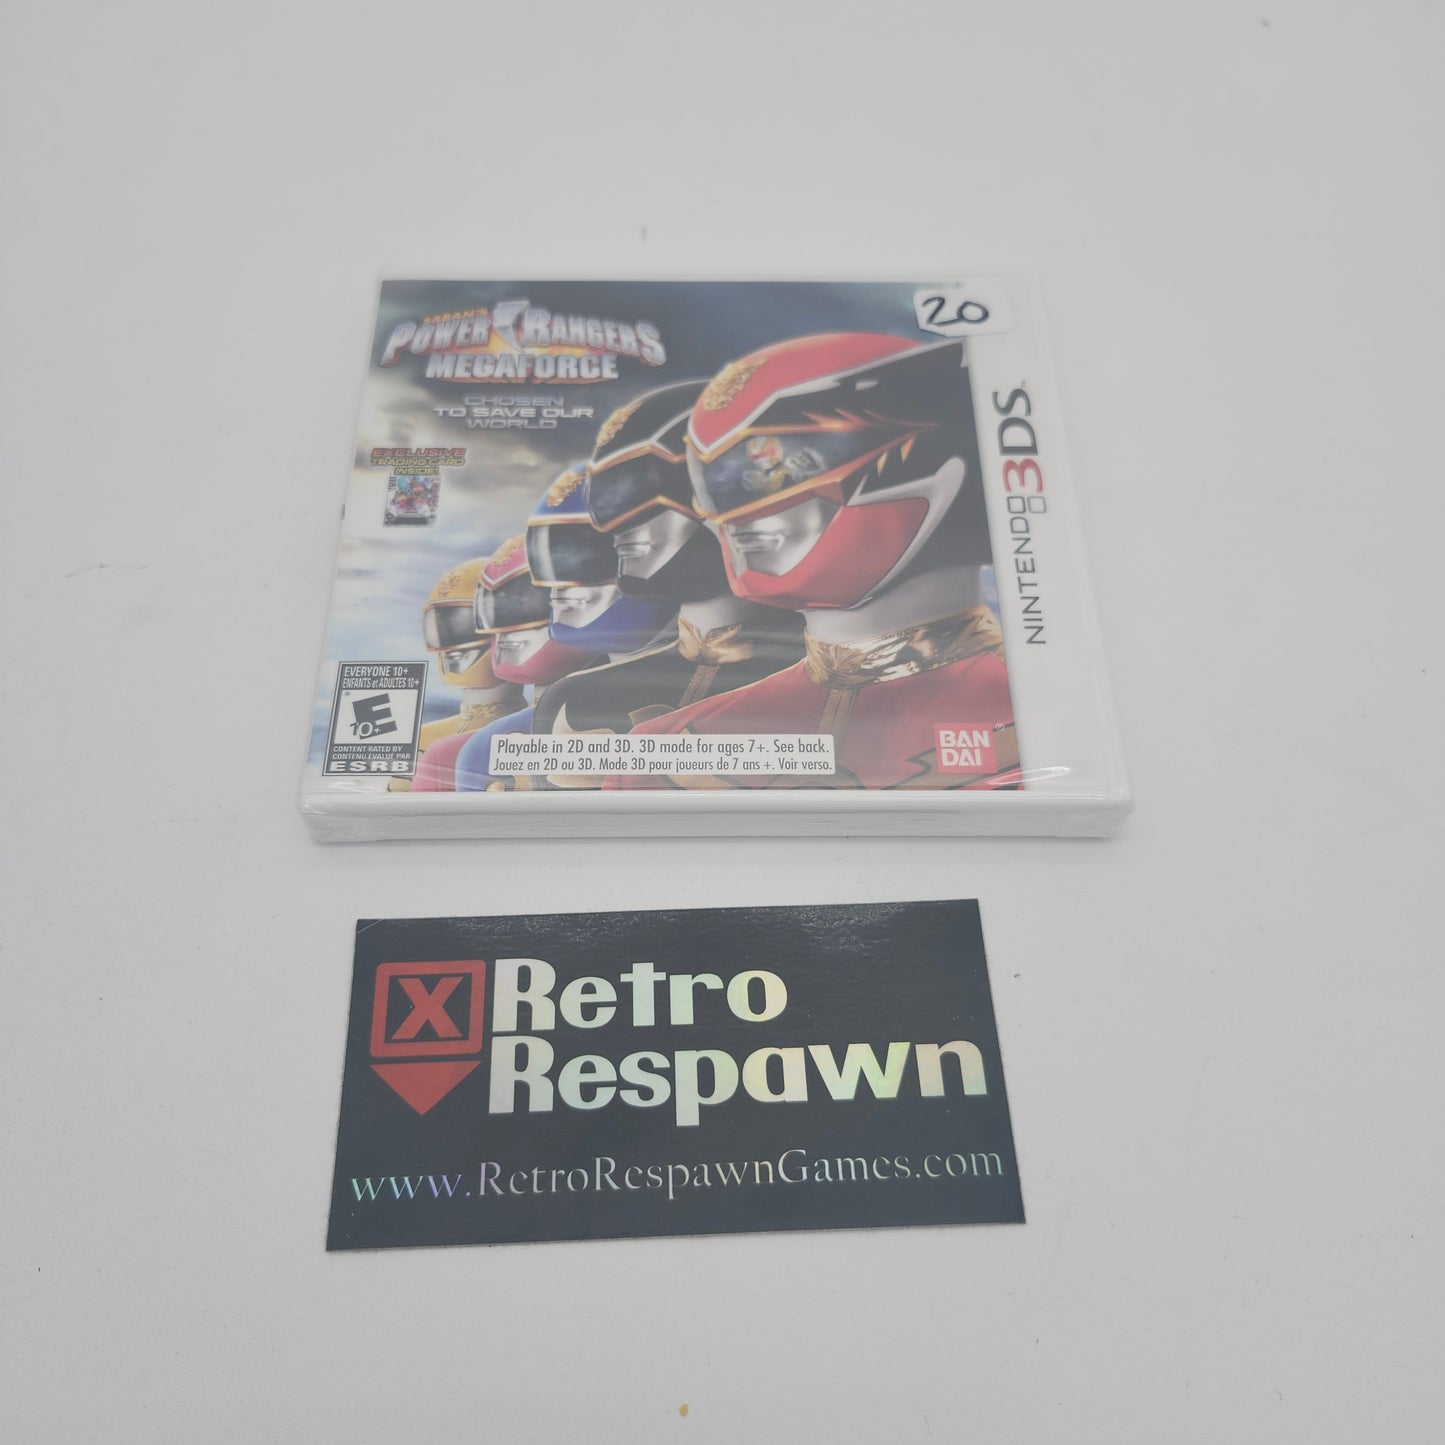 20
SABAN'S
POWER RANGERS
MEGAFORCE
CHOSEN
TO SAVE OUR
WORLD
EXCLUSIVE
TRADING CARD
INSIDE!
NINTENDO 3DS™
EVERYONE 10+
ENFANTS et ADULTES 10+
E
10+
®
CONTENT RATED BY
CONTENU ÉVALUÉ PAR
ESRB
Playable in 2D and 3D. 3D mode for ages 7+. See back.
Jouez en 2D ou 3D. Mode 3D pour joueurs de 7 ans +. Voir verso.
BAN
DAI
®
X Retro
Respawn
www.RetroRespawnGames.com